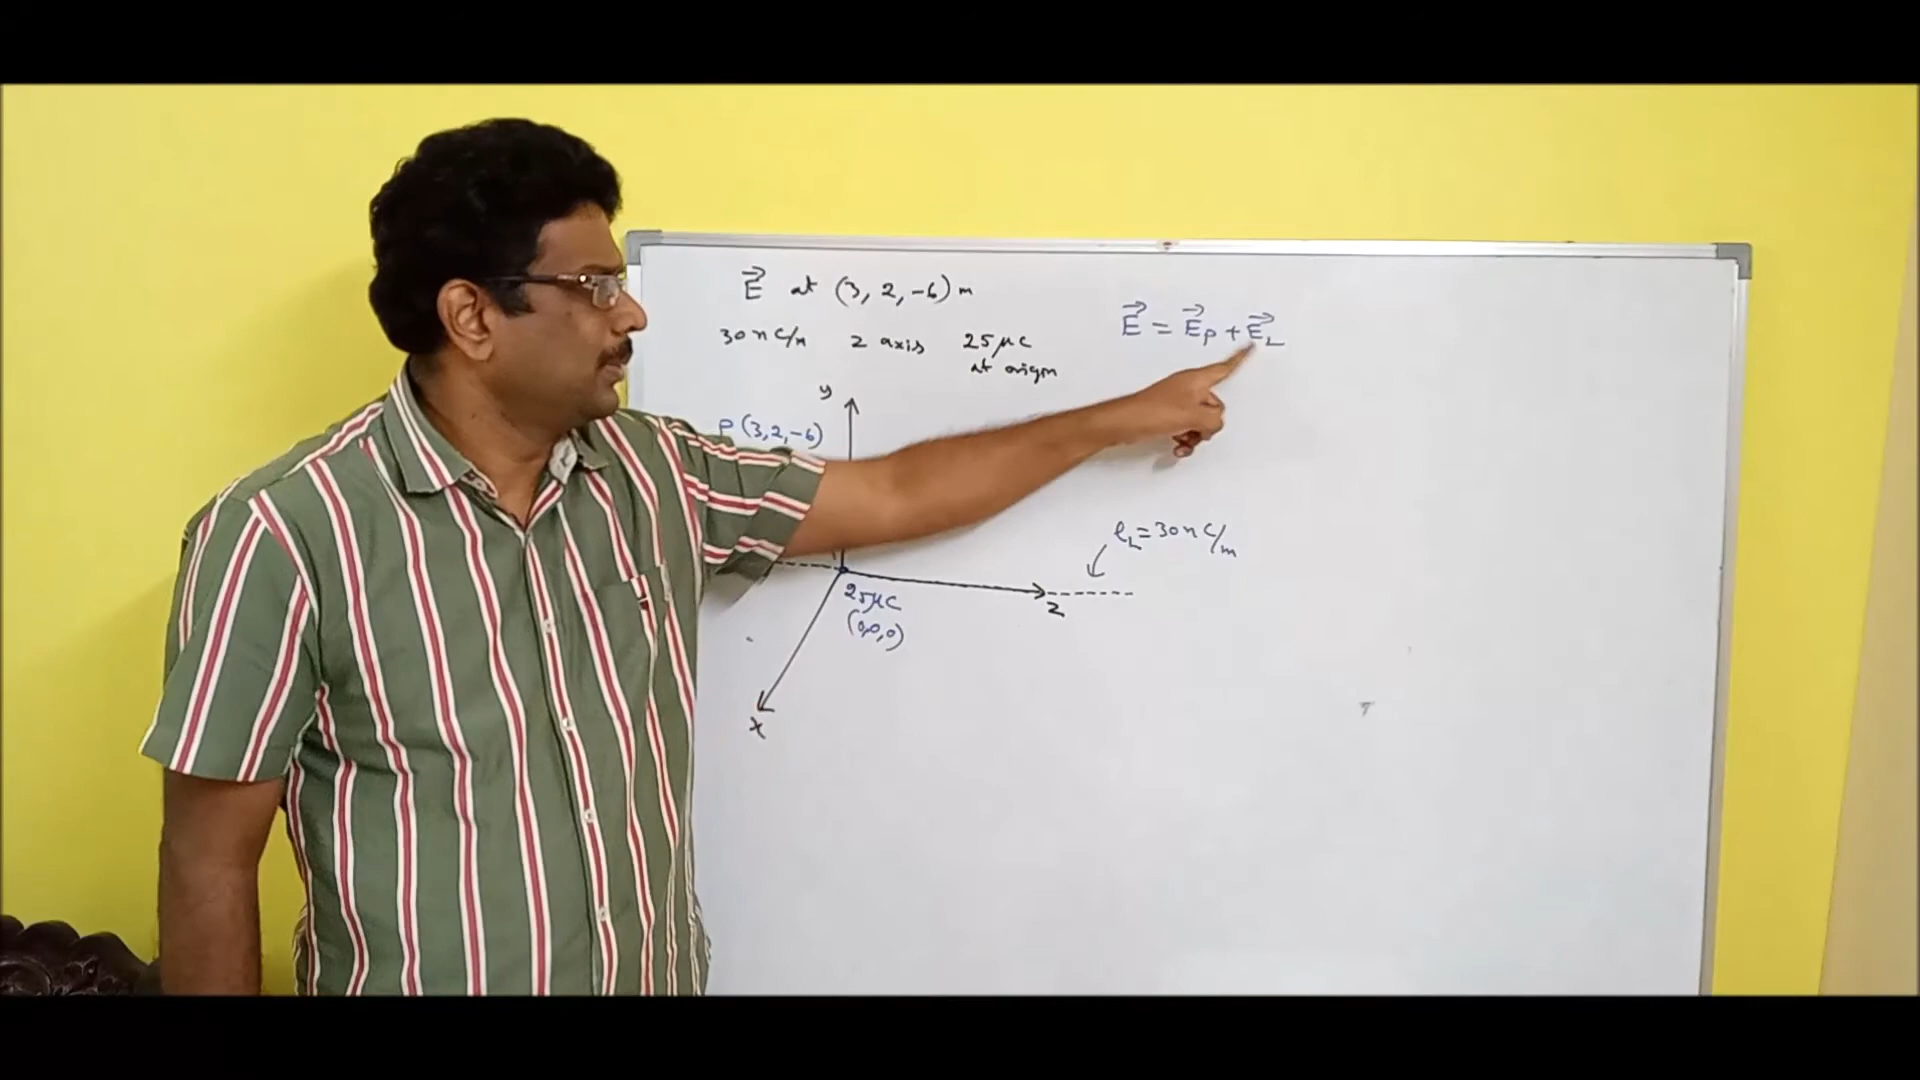 E⃗ at (3, 2, -6) m
30 nC/m z axis 25 μC
at origin
E⃗ = E⃗P + E⃗L
y
P (3, 2, -6)
ρL = 30 nC/m
25 μC
(0,0,0)
z
x